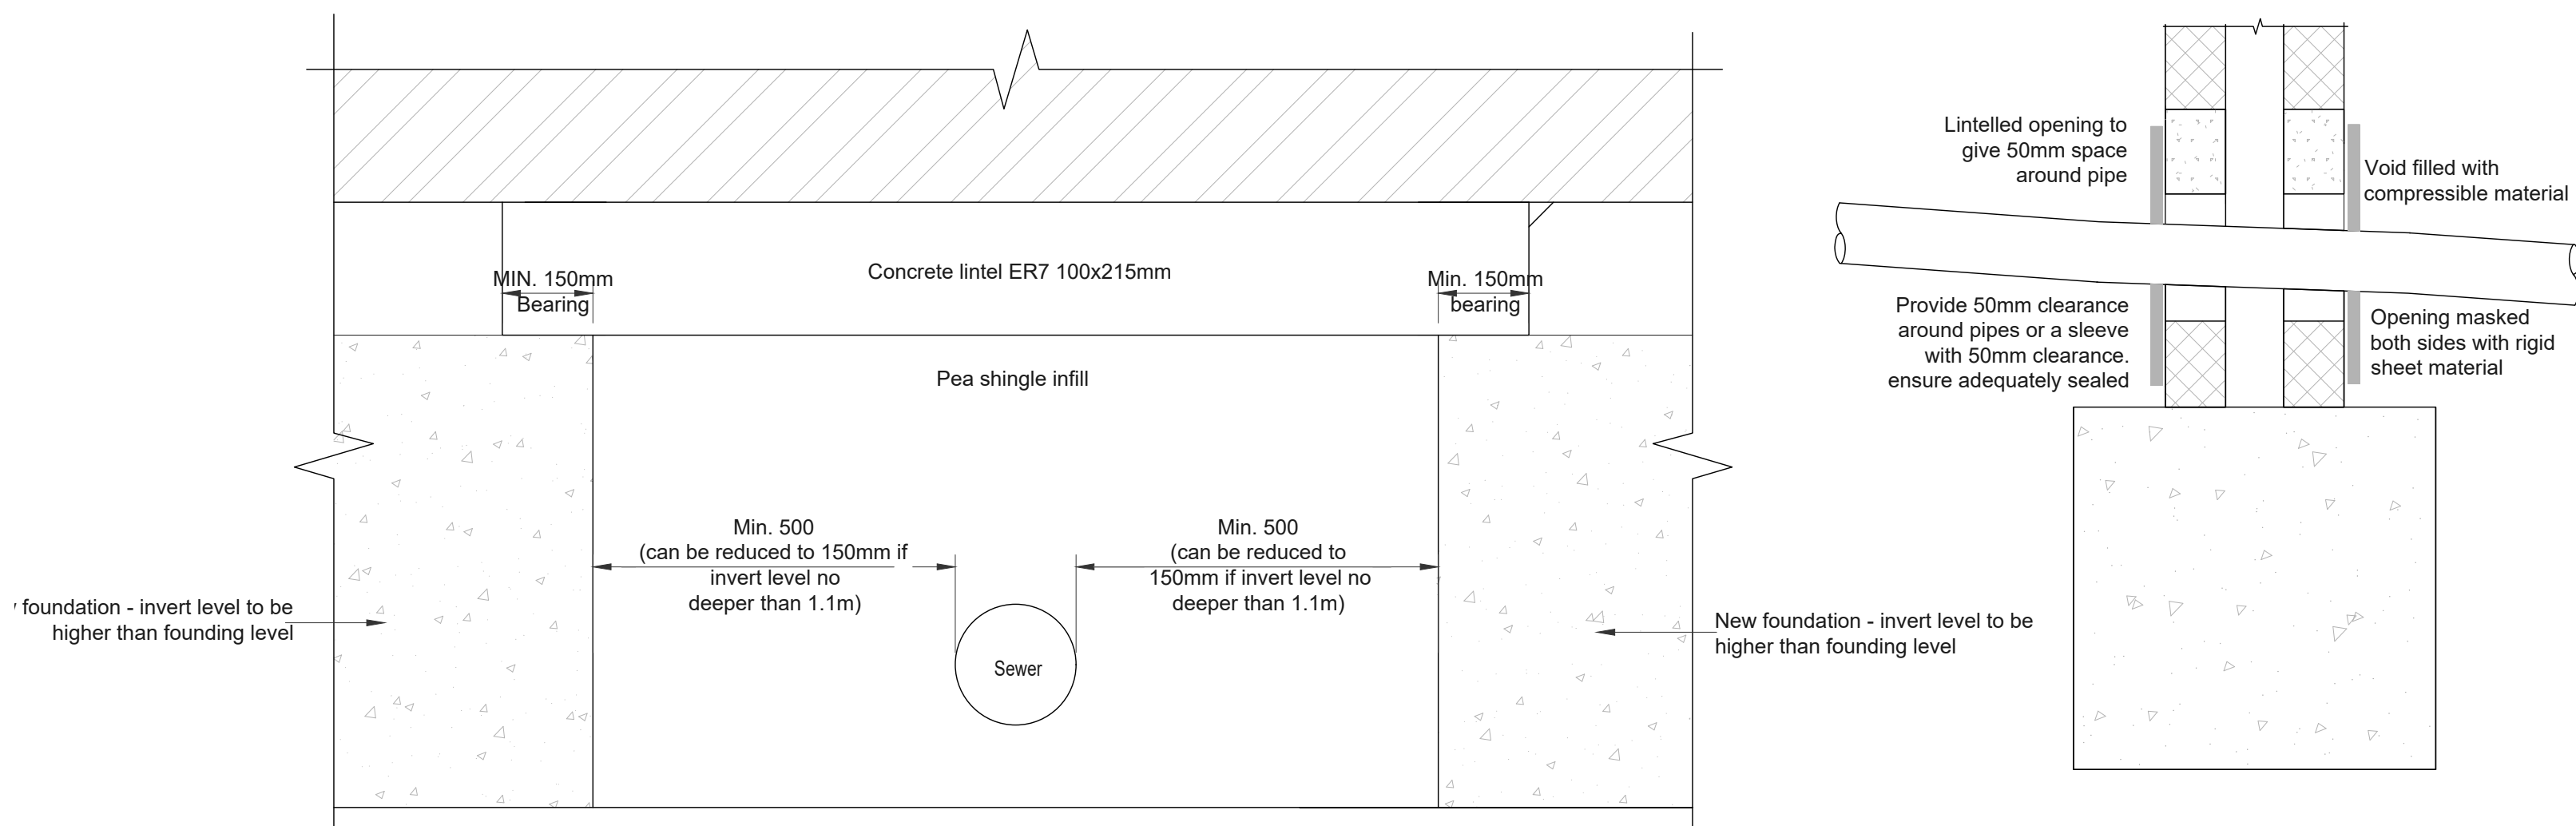 Concrete lintel ER7 100x215mm
MIN. 150mm
Bearing
Min. 150mm
bearing
Pea shingle infill
Min. 500
(can be reduced to 150mm if
invert level no
deeper than 1.1m)
Min. 500
(can be reduced to
150mm if invert level no
deeper than 1.1m)
Sewer
foundation - invert level to be
higher than founding level
New foundation - invert level to be
higher than founding level
Lintelled opening to
give 50mm space
around pipe
Void filled with
compressible material
Provide 50mm clearance
around pipes or a sleeve
with 50mm clearance.
ensure adequately sealed
Opening masked
both sides with rigid
sheet material